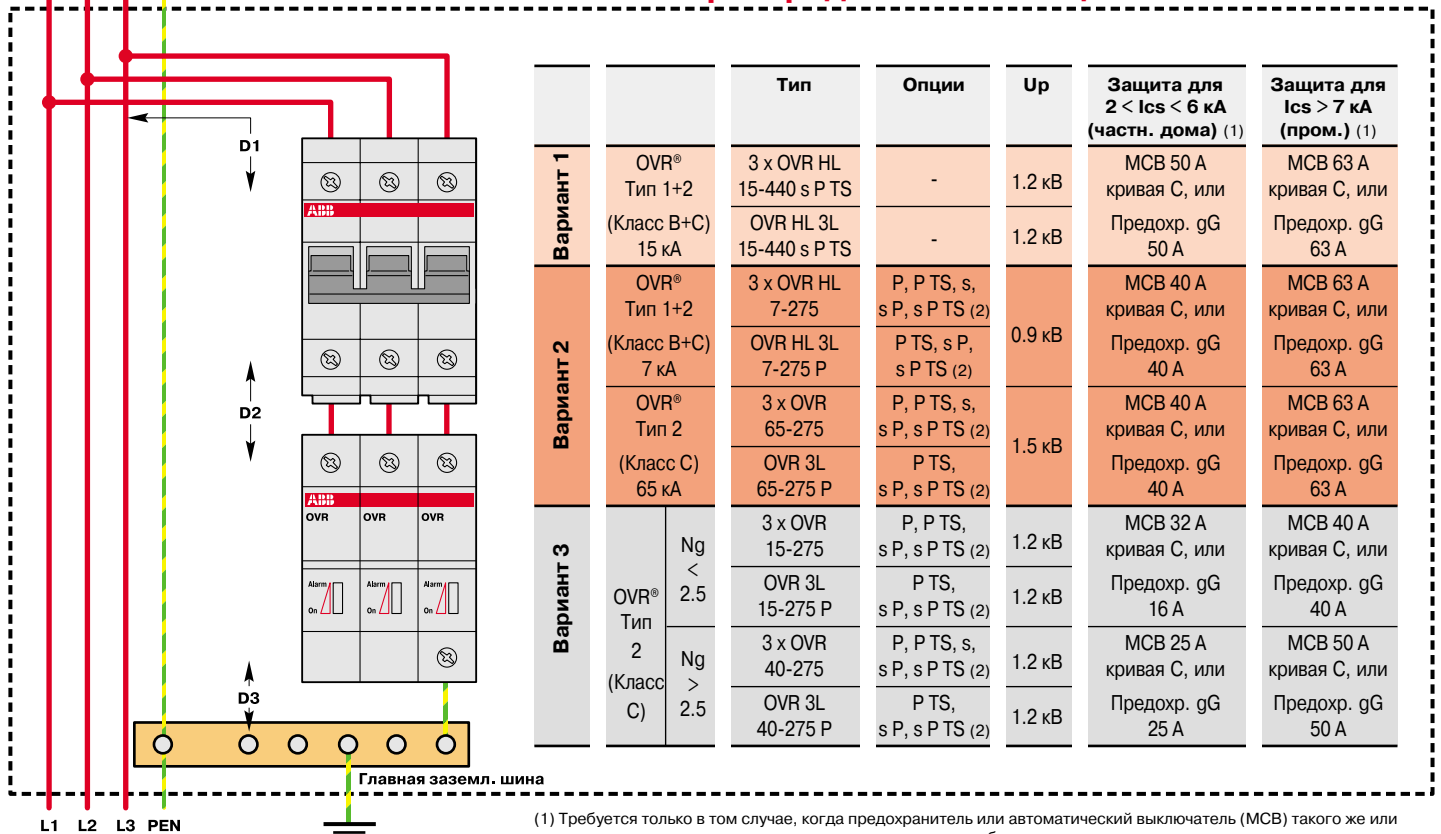 D1
ABB
D2
ABB
OVR OVR OVR
Alarm Alarm Alarm
On On On
D3
Главная заземл. шина
L1 L2 L3 PEN
Тип Опции Up Защита для Защита для
2 < Ics < 6 кА Ics > 7 кА
(частн. дома) (1) (пром.) (1)
Вариант 1
OVR® 3 x OVR HL - 1.2 кВ МСВ 50 А МСВ 63 А
Тип 1+2 15-440 s P TS кривая С, или кривая С, или
(Класс В+С) OVR HL 3L - 1.2 кВ Предохр. gG Предохр. gG
15 кА 15-440 s P TS 50 А 63 А
Вариант 2
OVR® 3 x OVR HL P, P TS, s, 0.9 кВ МСВ 40 А МСВ 63 А
Тип 1+2 7-275 s P, s P TS (2) кривая С, или кривая С, или
(Класс В+С) OVR HL 3L P TS, s P, Предохр. gG Предохр. gG
7 кА 7-275 P s P TS (2) 40 А 63 А
OVR® 3 x OVR P, P TS, s, 1.5 кВ МСВ 40 А МСВ 63 А
Тип 2 65-275 s P, s P TS (2) кривая С, или кривая С, или
(Класс С) OVR 3L P TS, Предохр. gG Предохр. gG
65 кА 65-275 P s P, s P TS (2) 40 А 63 А
Вариант 3
OVR® Тип 2 (Класс С)
Ng < 2.5
3 x OVR P, P TS, 1.2 кВ МСВ 32 А МСВ 40 А
15-275 s P, s P TS (2) кривая С, или кривая С, или
OVR 3L P TS, 1.2 кВ Предохр. gG Предохр. gG
15-275 P s P, s P TS (2) 16 А 40 А
Ng > 2.5
3 x OVR P, P TS, s, 1.2 кВ МСВ 25 А МСВ 50 А
40-275 s P, s P TS (2) кривая С, или кривая С, или
OVR 3L P TS, 1.2 кВ Предохр. gG Предохр. gG
40-275 P s P, s P TS (2) 25 А 50 А
(1) Требуется только в том случае, когда предохранитель или автоматический выключатель (МСВ) такого же или